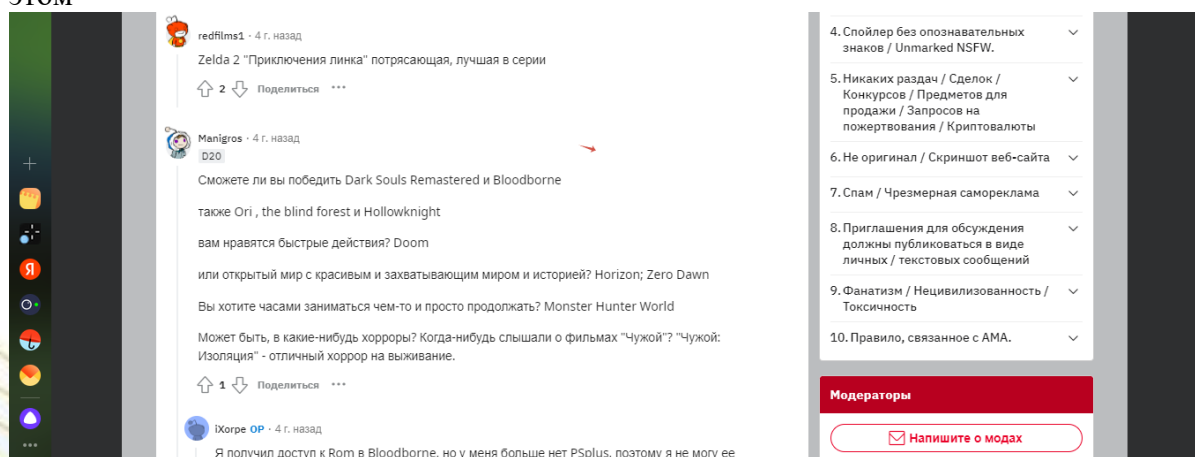 этом
redfilms1 · 4 г. назад
Zelda 2 "Приключения линка" потрясающая, лучшая в серии
2 Поделиться ...
Manigros · 4 г. назад
D20
Сможете ли вы победить Dark Souls Remastered и Bloodborne
также Ori , the blind forest и Hollowknight
вам нравятся быстрые действия? Doom
или открытый мир с красивым и захватывающим миром и историей? Horizon; Zero Dawn
Вы хотите часами заниматься чем-то и просто продолжать? Monster Hunter World
Может быть, в какие-нибудь хорроры? Когда-нибудь слышали о фильмах "Чужой"? "Чужой:
Изоляция" - отличный хоррор на выживание.
1 Поделиться ...
iXorpe OP · 4 г. назад
Я получил доступ к Rom в Bloodborne, но у меня больше нет PSplus, поэтому я не могу ее
4. Спойлер без опознавательных
знаков / Unmarked NSFW.
5. Никаких раздач / Сделок /
Конкурсов / Предметов для
продажи / Запросов на
пожертвования / Криптовалюты
6. Не оригинал / Скриншот веб-сайта
7. Спам / Чрезмерная самореклама
8. Приглашения для обсуждения
должны публиковаться в виде
личных / текстовых сообщений
9. Фанатизм / Нецивилизованность /
Токсичность
10. Правило, связанное с AMA.
Модераторы
Напишите о модах
Я